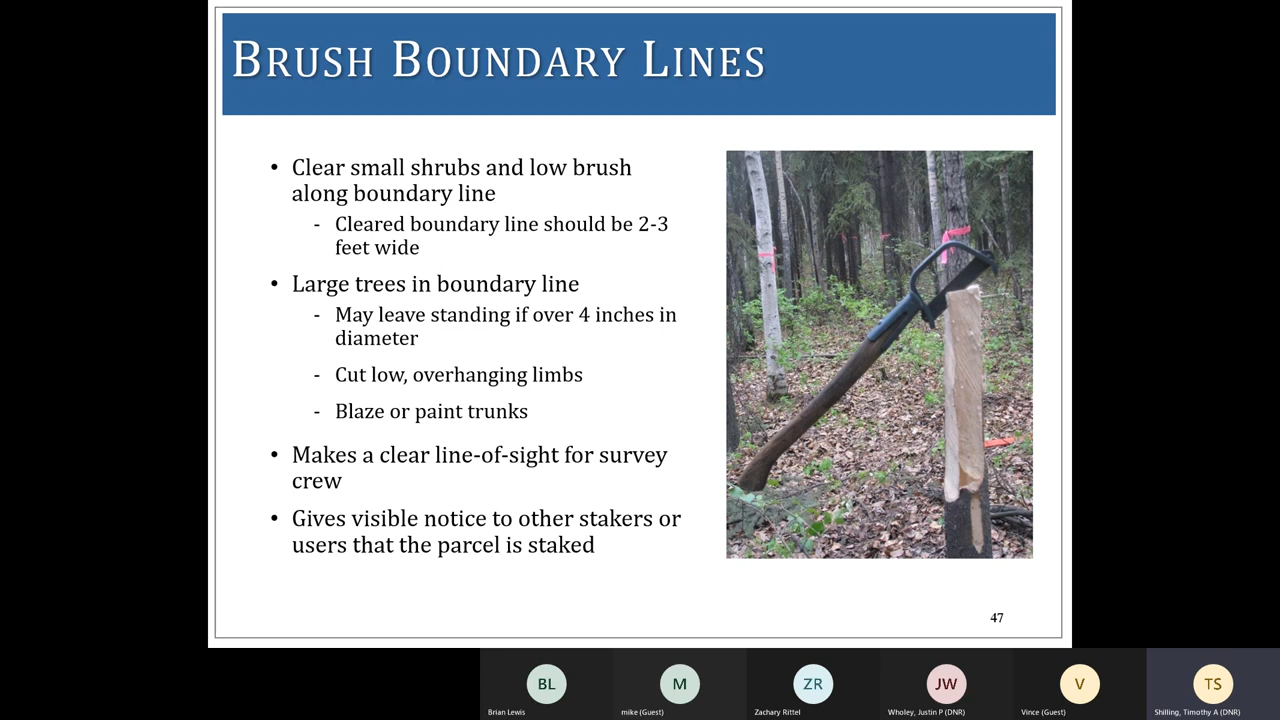 BRUSH BOUNDARY LINES
• Clear small shrubs and low brush
along boundary line
- Cleared boundary line should be 2-3
feet wide
• Large trees in boundary line
- May leave standing if over 4 inches in
diameter
- Cut low, overhanging limbs
- Blaze or paint trunks
• Makes a clear line-of-sight for survey
crew
• Gives visible notice to other stakers or
users that the parcel is staked
47
BL
M
ZR
JW
V
TS
Brian Lewis
mike (Guest)
Zachary Rittel
Wholey, Justin P (DNR)
Vince (Guest)
Shilling, Timothy A (DNR)